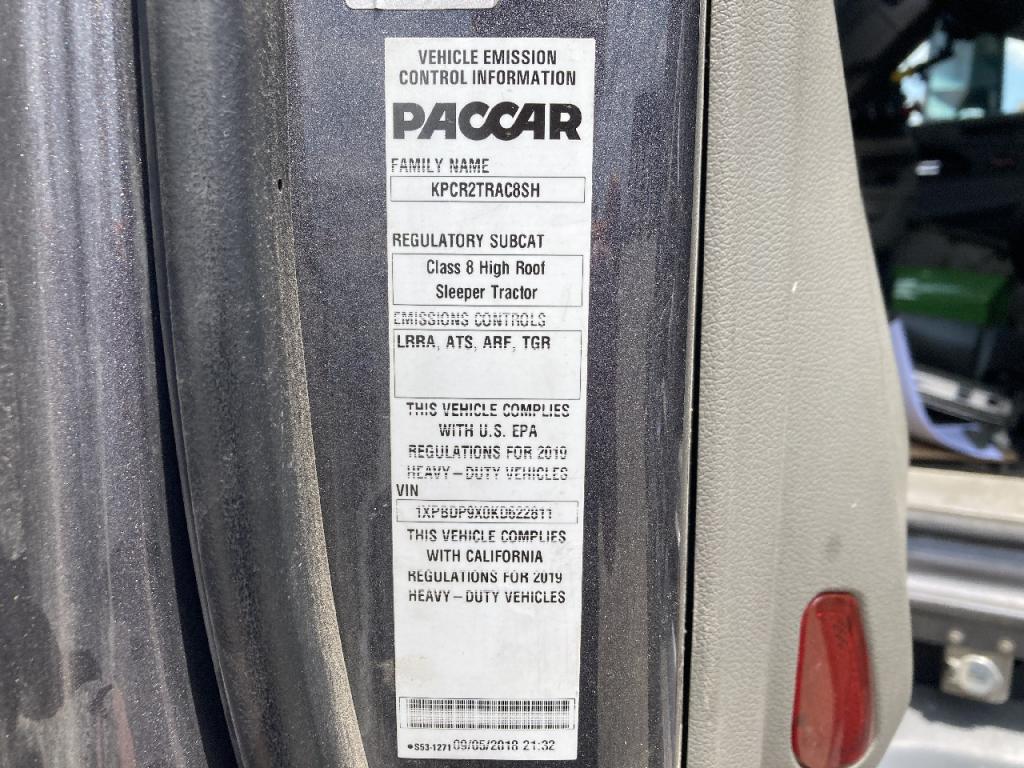 VEHICLE EMISSION
CONTROL INFORMATION
PACCAR
FAMILY NAME
KPCR2TRAC8SH
REGULATORY SUBCAT
Class 8 High Roof
Sleeper Tractor
EMISSIONS CONTROLS
LRRA, ATS, ARF, TGR
THIS VEHICLE COMPLIES
WITH U.S. EPA
REGULATIONS FOR 2019
HEAVY-DUTY VEHICLES
VIN
1XPBDP9X0KD622811
THIS VEHICLE COMPLIES
WITH CALIFORNIA
REGULATIONS FOR 2019
HEAVY-DUTY VEHICLES
•S53-1271 09/05/2018 21:32